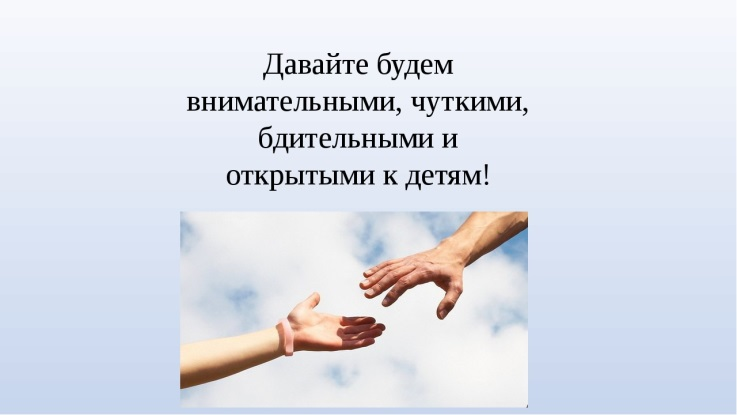 Давайте будем
внимательными, чуткими,
бдительными и
открытыми к детям!